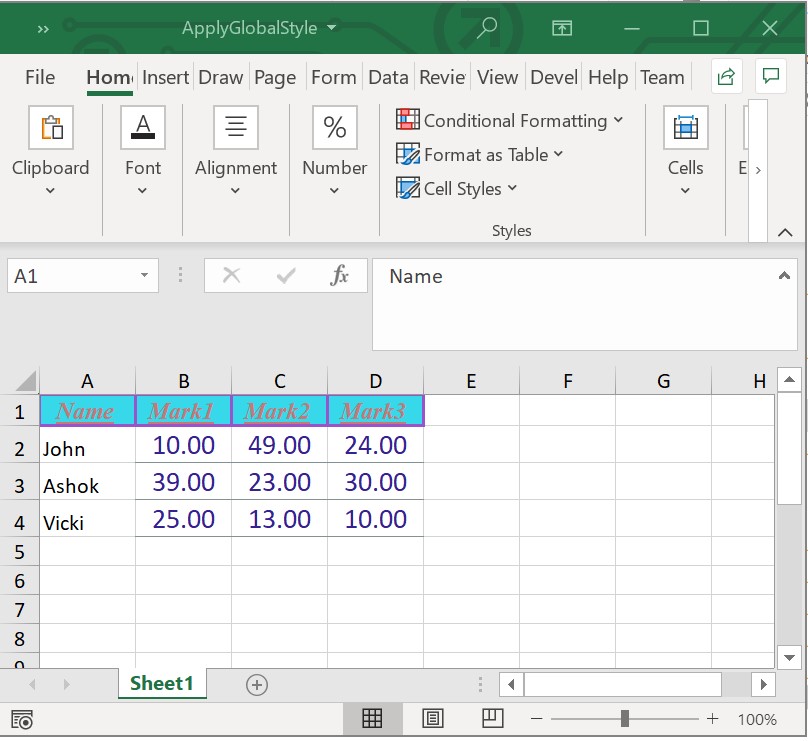 ApplyGlobalStyle
File Home Insert Draw Page Form Data Revie View Devel Help Team
Clipboard Font Alignment Number Conditional Formatting Cells E
%
Format as Table
Cell Styles
Styles
A1 fx Name
A B C D E F G H
1 Name Mark1 Mark2 Mark3
2 John 10.00 49.00 24.00
3 Ashok 39.00 23.00 30.00
4 Vicki 25.00 13.00 10.00
5
6
7
8
9
Sheet1
100%